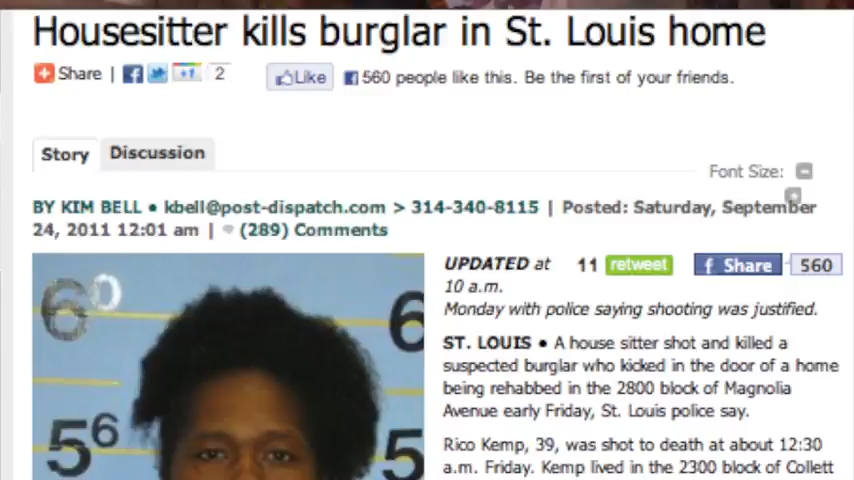 Housesitter kills burglar in St. Louis home
Share | +1 2 Like 560 people like this. Be the first of your friends.
Story Discussion
Font Size:
BY KIM BELL • kbell@post-dispatch.com > 314-340-8115 | Posted: Saturday, September
24, 2011 12:01 am | (289) Comments
UPDATED at 11 retweet f Share 560
10 a.m.
Monday with police saying shooting was justified.
ST. LOUIS • A house sitter shot and killed a
suspected burglar who kicked in the door of a home
being rehabbed in the 2800 block of Magnolia
Avenue early Friday, St. Louis police say.
Rico Kemp, 39, was shot to death at about 12:30
a.m. Friday. Kemp lived in the 2300 block of Collett
60 6
56 5